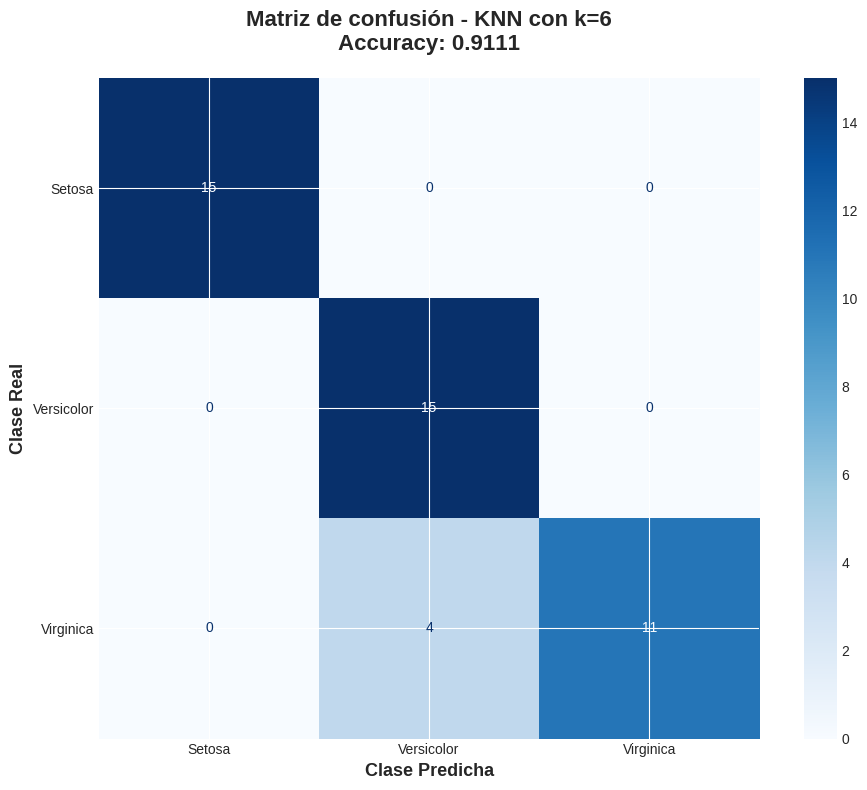 Matriz de confusión - KNN con k=6
Accuracy: 0.9111
14
Setosa 15 0 0
12
10
8
Clase Real
Versicolor 0 15 0
6
4
Virginica 0 4 11
2
0
Setosa Versicolor Virginica
Clase Predicha